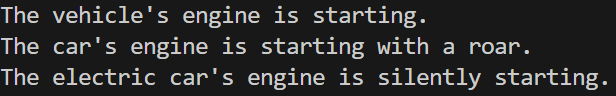 The vehicle's engine is starting.
The car's engine is starting with a roar.
The electric car's engine is silently starting.